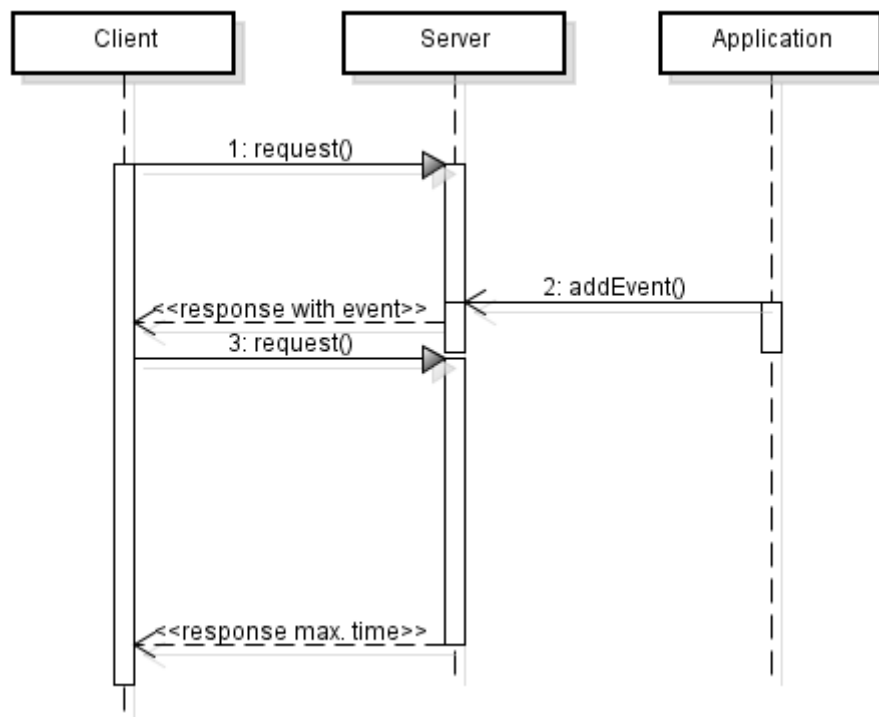 Client
Server
Application
1: request()
2: addEvent()
<<response with event>>
3: request()
<<response max. time>>